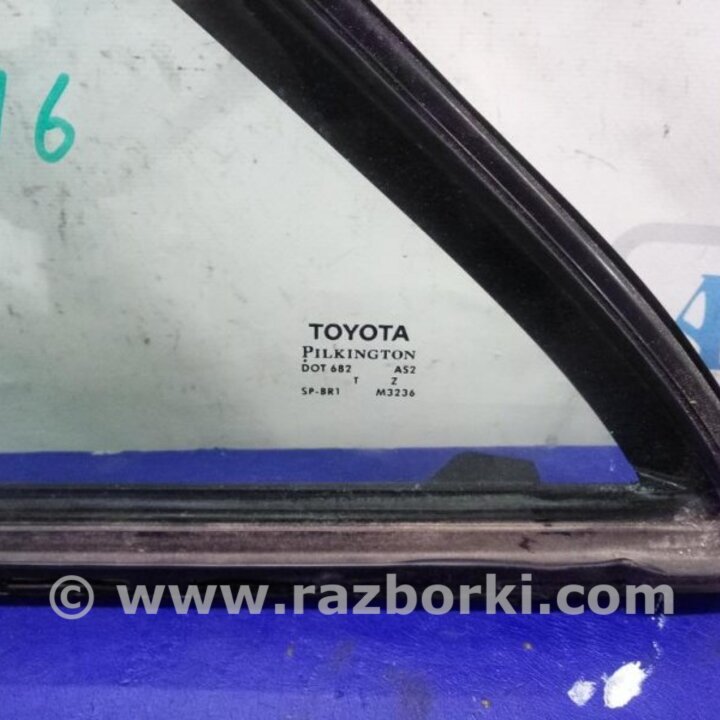 16
TOYOTA
PILKINGTON
DOT 682 AS2
T Z
SP-BR1 M3236
© www.razborki.com